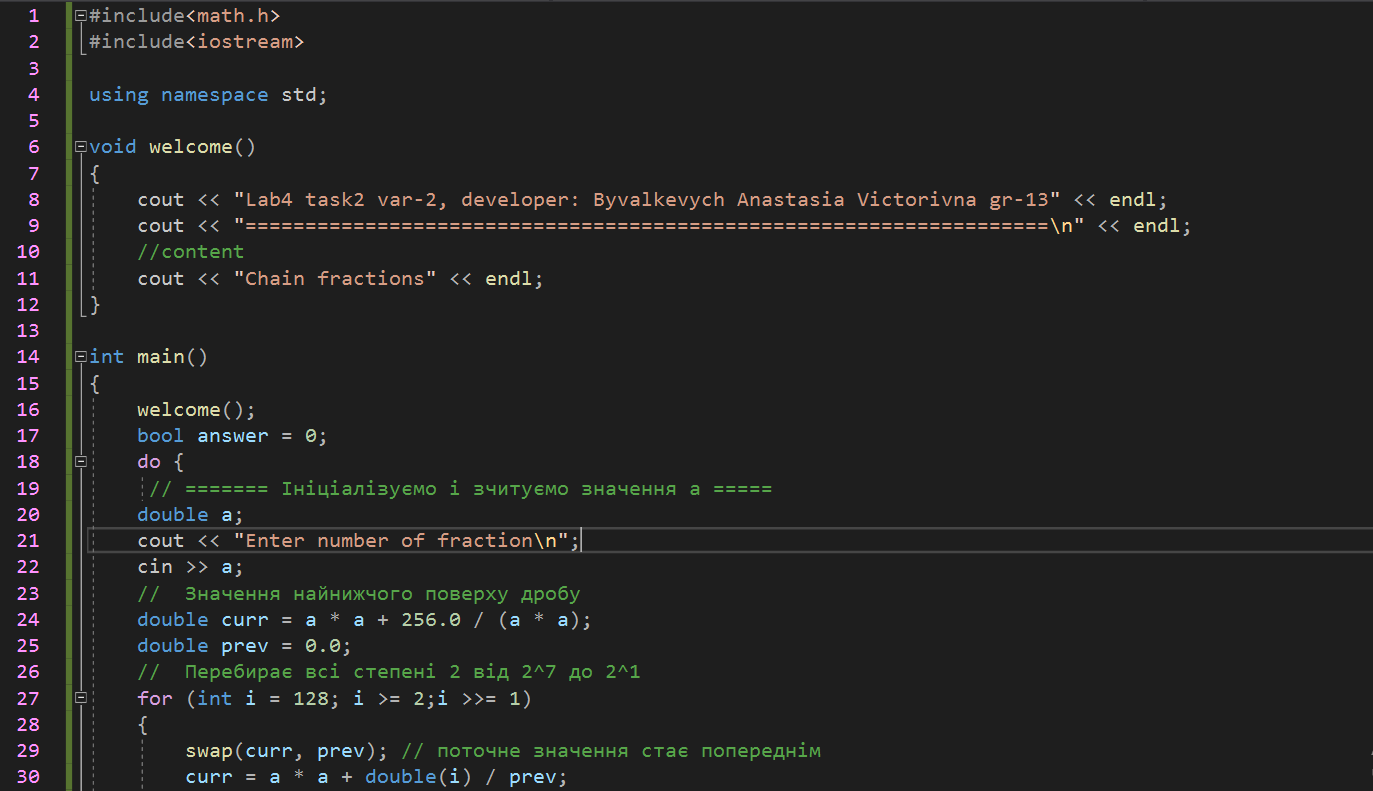 1 #include<math.h>
2 #include<iostream>
3
4 using namespace std;
5
6 void welcome()
7 {
8 cout << "Lab4 task2 var-2, developer: Byvalkevych Anastasia Victorivna gr-13" << endl;
9 cout << "===================================================================\n" << endl;
10 //content
11 cout << "Chain fractions" << endl;
12 }
13
14 int main()
15 {
16 welcome();
17 bool answer = 0;
18 do {
19 // ======= Ініціалізуємо і зчитуємо значення a =====
20 double a;
21 cout << "Enter number of fraction\n";
22 cin >> a;
23 //  Значення найнижчого поверху дробу
24 double curr = a * a + 256.0 / (a * a);
25 double prev = 0.0;
26 //  Перебирає всі степені 2 від 2^7 до 2^1
27 for (int i = 128; i >= 2;i >>= 1)
28 {
29 swap(curr, prev); // поточне значення стає попереднім
30 curr = a * a + double(i) / prev;